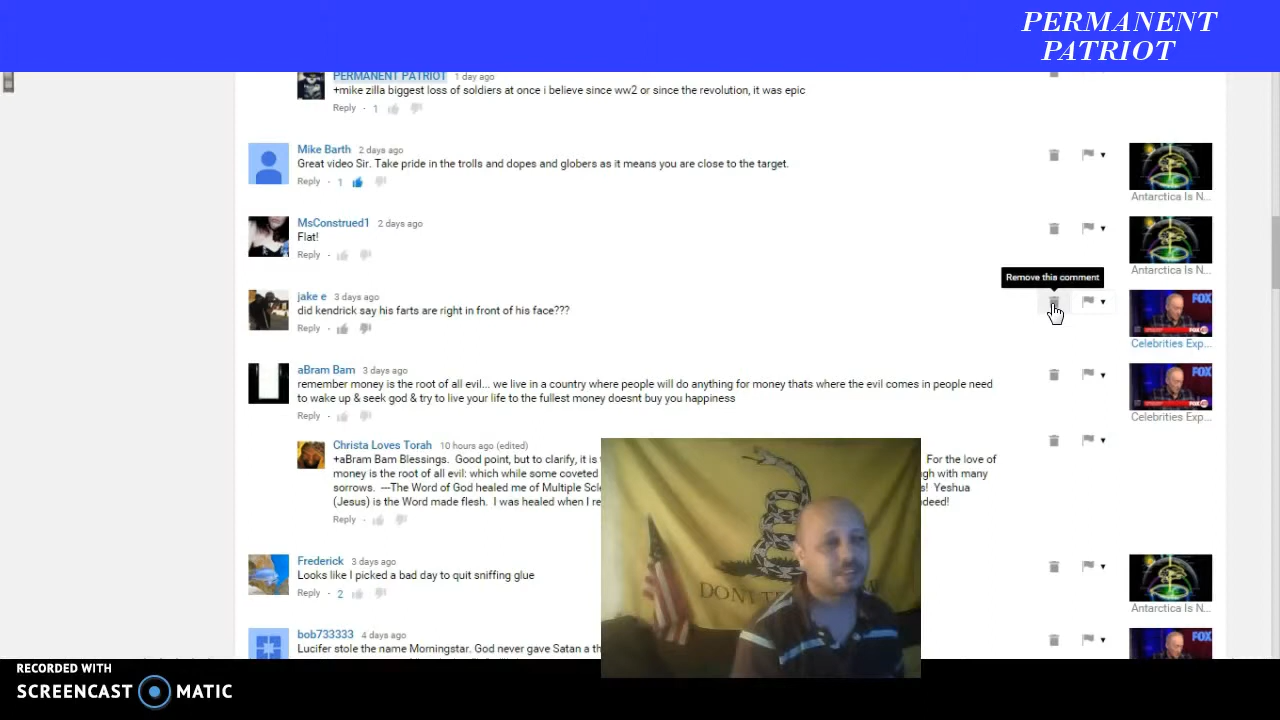 PERMANENT
PATRIOT
PERMANENT PATRIOT 1 day ago
+mike zilla biggest loss of soldiers at once i believe since ww2 or since the revolution, it was epic
Reply · 1
Mike Barth 2 days ago
Great video Sir. Take pride in the trolls and dopes and globers as it means you are close to the target.
Reply · 1
Antarctica Is N...
MsConstrued1 2 days ago
Flat!
Reply ·
Antarctica Is N...
Remove this comment
jake e 3 days ago
did kendrick say his farts are right in front of his face???
Reply ·
FOX
Celebrities Exp...
aBram Bam 3 days ago
remember money is the root of all evil... we live in a country where people will do anything for money thats where the evil comes in people need
to wake up & seek god & try to live your life to the fullest money doesnt buy you happiness
Reply ·
FOX
Celebrities Exp...
Christa Loves Torah 10 hours ago (edited)
+aBram Bam Blessings. Good point, but to clarify, it is For the love of
money is the root of all evil: which while some coveted with many
sorrows. ---The Word of God healed me of Multiple Yeshua
(Jesus) is the Word made flesh. I was healed when I
Reply ·
DON'T
Frederick 3 days ago
Looks like I picked a bad day to quit sniffing glue
Reply · 2
Antarctica Is N...
bob733333 4 days ago
Lucifer stole the name Morningstar. God never gave Satan a
FOX
RECORDED WITH
SCREENCAST MATIC